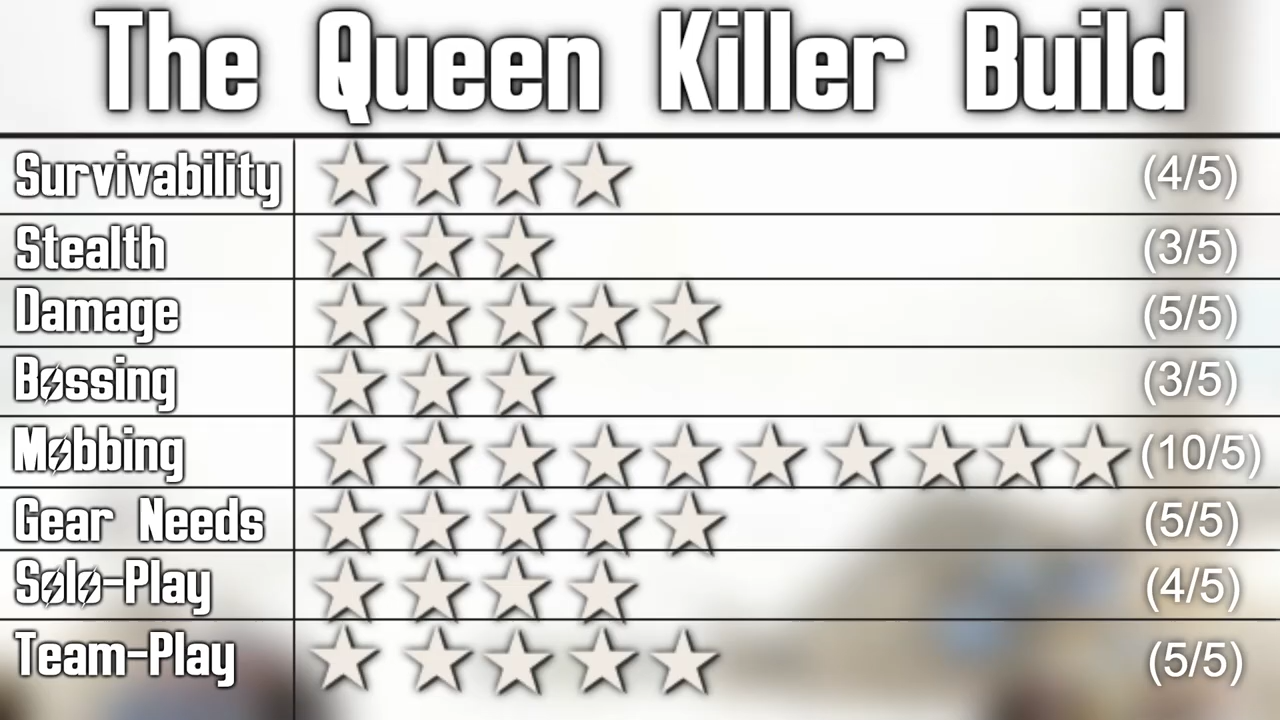 The Queen Killer Build
Survivability (4/5)
Stealth (3/5)
Damage (5/5)
Bossing (3/5)
Mobbing (10/5)
Gear Needs (5/5)
Solo-Play (4/5)
Team-Play (5/5)